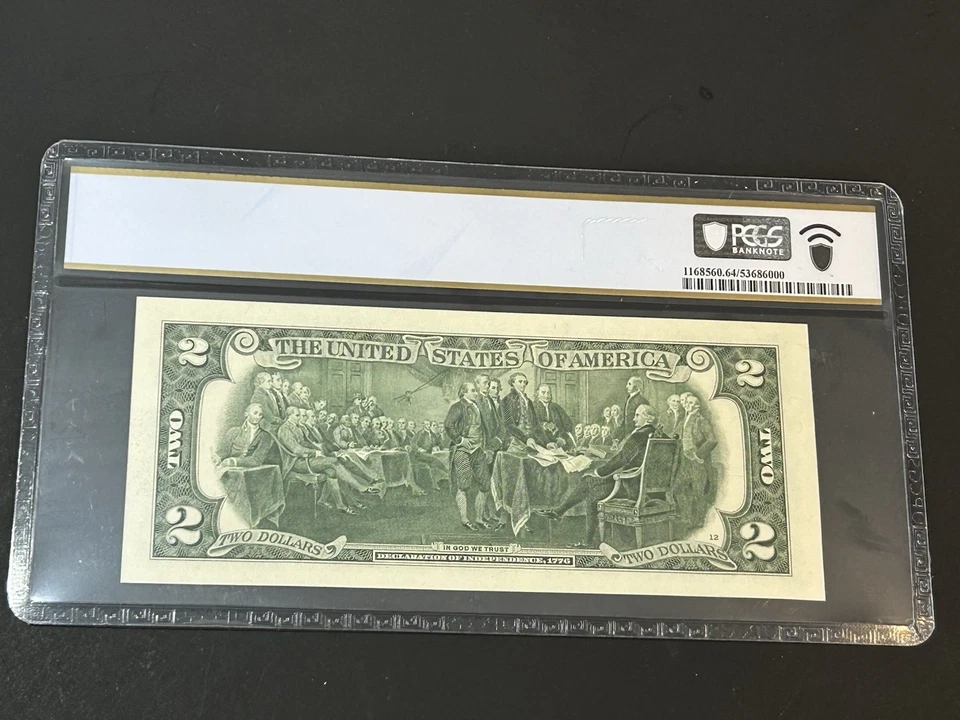 PCGS
BANKNOTE
1168560.64/53686000
2 THE UNITED STATES OF AMERICA 2
TWO TWO
2 TWO DOLLARS IN GOD WE TRUST TWO DOLLARS 2
12
DECLARATION OF INDEPENDENCE, 1776